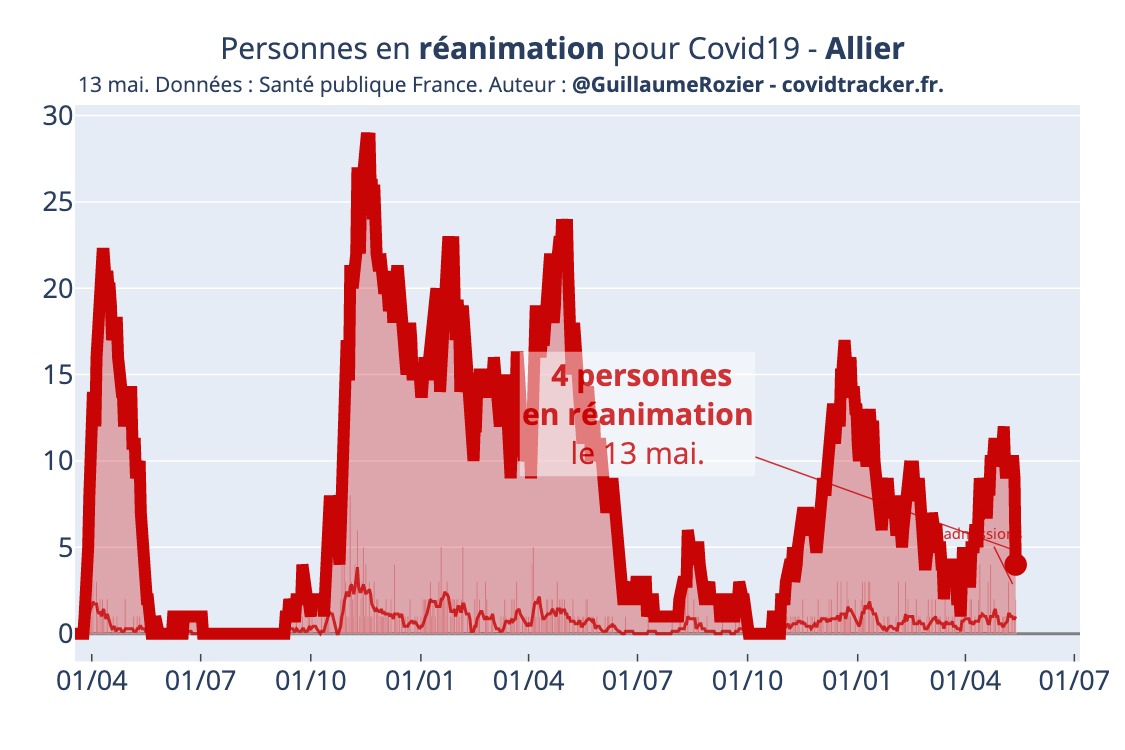 Personnes en réanimation pour Covid19 - Allier
13 mai. Données : Santé publique France. Auteur : @GuillaumeRozier - covidtracker.fr.
30
25
20
15
10
5
0
4 personnes
en réanimation
le 13 mai.
admissions
01/04 01/07 01/10 01/01 01/04 01/07 01/10 01/01 01/04 01/07